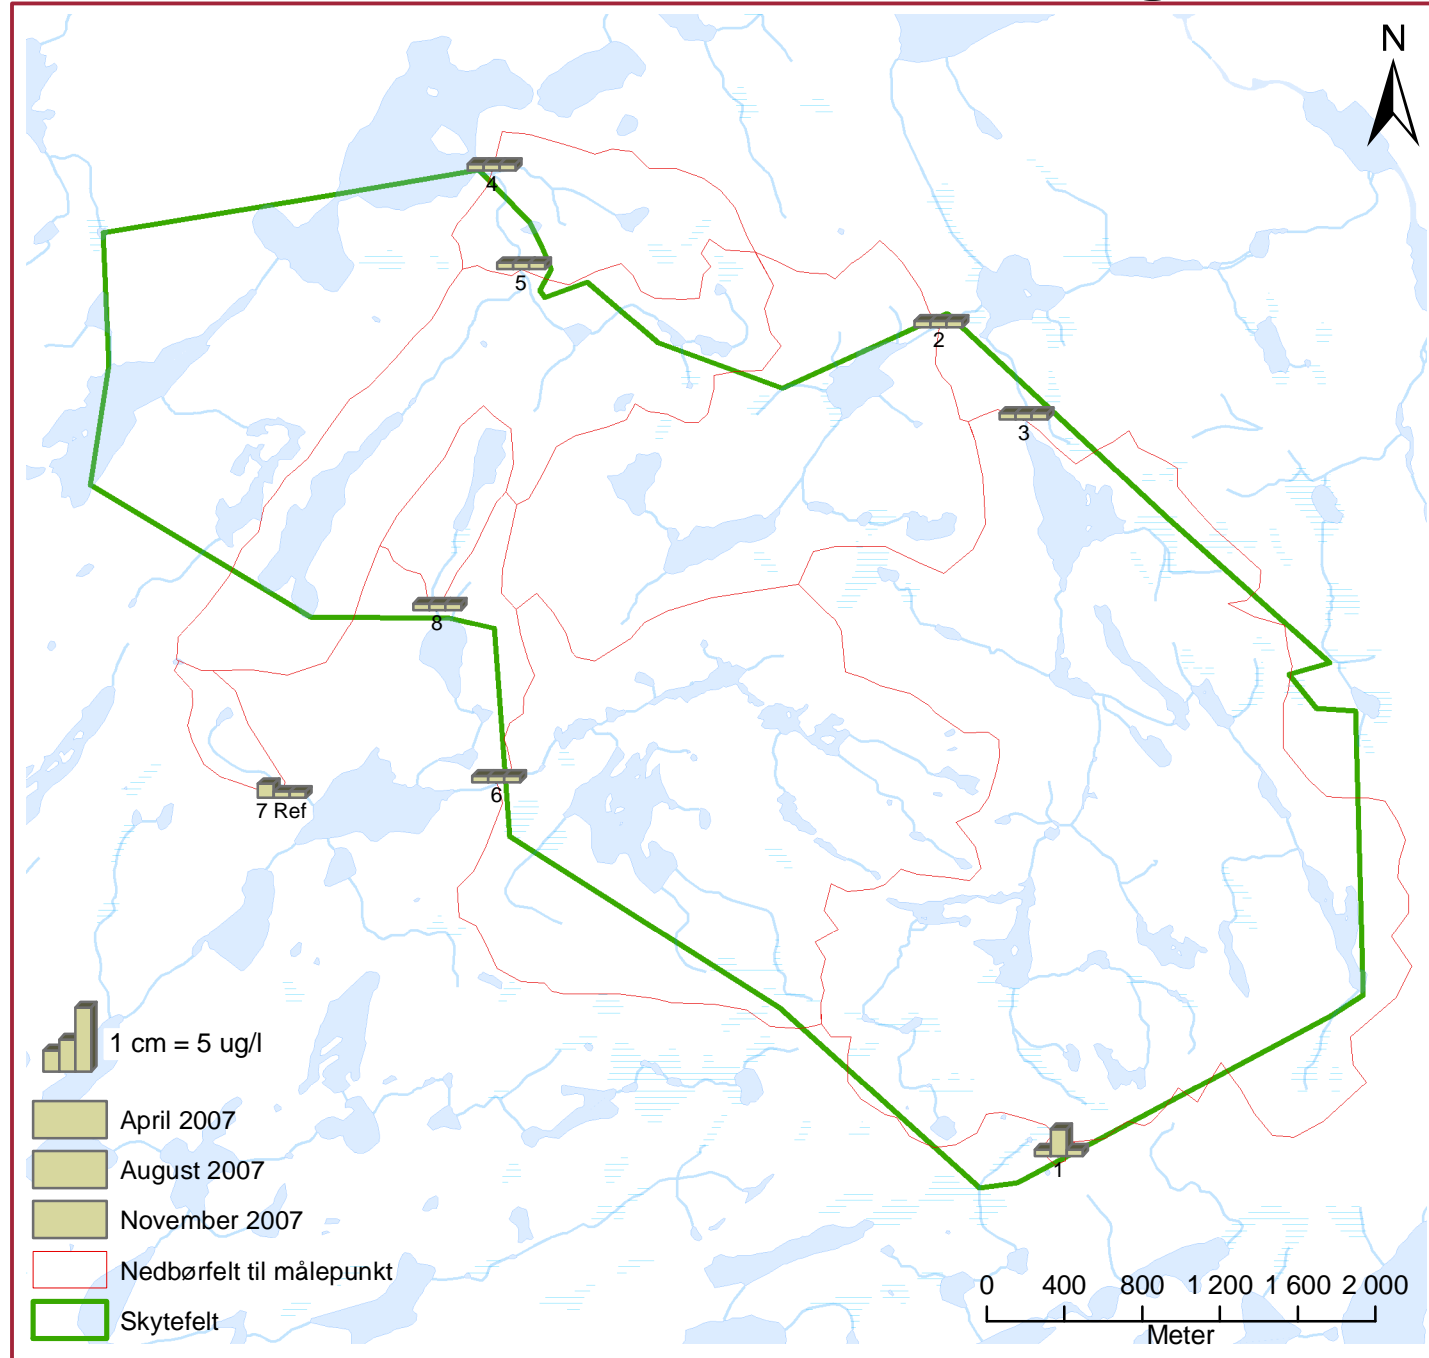 N
4
5
2
3
8
6
7 Ref
1
1 cm = 5 ug/l
April 2007
August 2007
November 2007
Nedbørfelt til målepunkt
Skytefelt
0 400 800 1 200 1 600 2 000
Meter